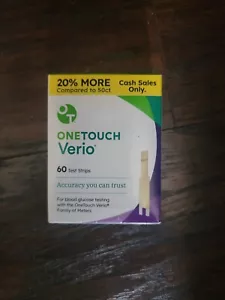 20% MORE
Compared to 50ct
Cash Sales
Only.
ONETOUCH
Verio®
60 Test Strips
Accuracy you can trust
For blood glucose testing
with the OneTouch Verio®
Family of Meters